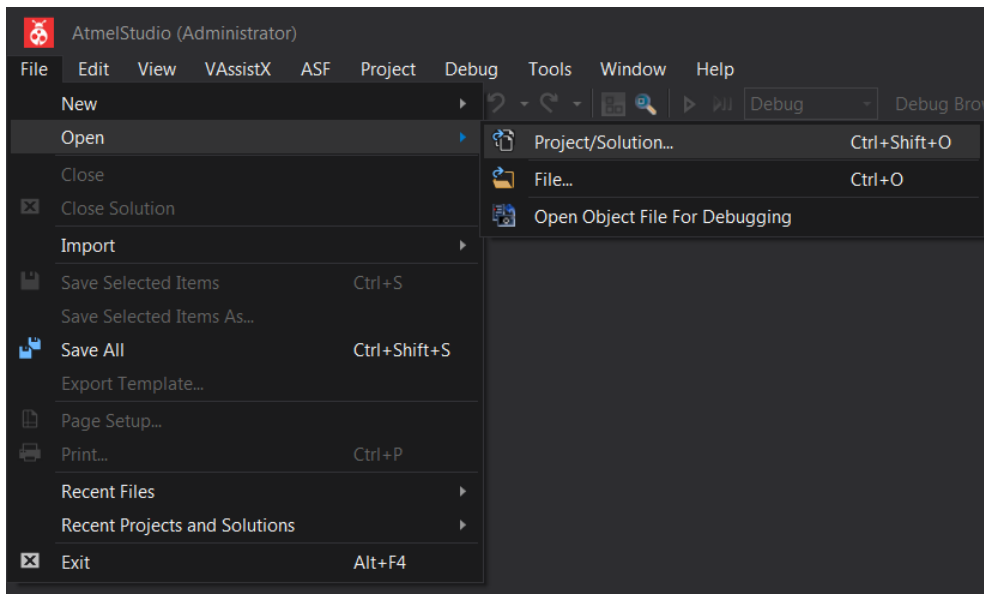 AtmelStudio (Administrator)
File Edit View VAssistX ASF Project Debug Tools Window Help
New
Debug Debug Bro
Open
Project/Solution... Ctrl+Shift+O
Close
File... Ctrl+O
Close Solution
Open Object File For Debugging
Import
Save Selected Items Ctrl+S
Save Selected Items As...
Save All Ctrl+Shift+S
Export Template...
Page Setup...
Print... Ctrl+P
Recent Files
Recent Projects and Solutions
Exit Alt+F4